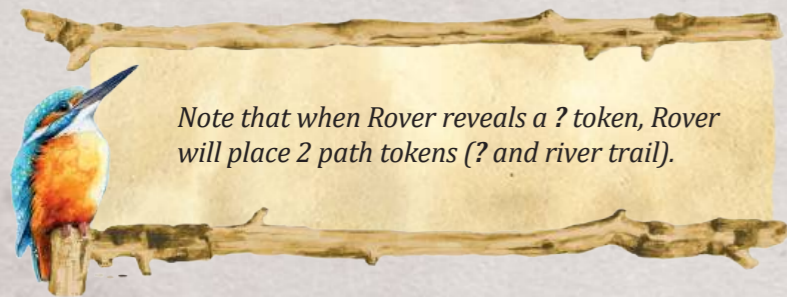 Note that when Rover reveals a ? token, Rover
will place 2 path tokens (? and river trail).